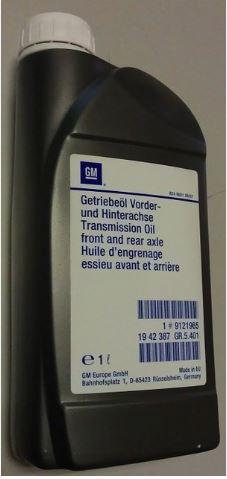 GM
Getriebeöl Vorder-
und Hinterachse
Transmission Oil
front and rear axle
Huile d'engrenage
essieu avant et arrière
1 # 9121965
19 42 387 GR.5.401
e 1 ℓ
Made in EU
GM Europe GmbH
Bahnhofsplatz 1, D-65423 Rüsselsheim, Germany